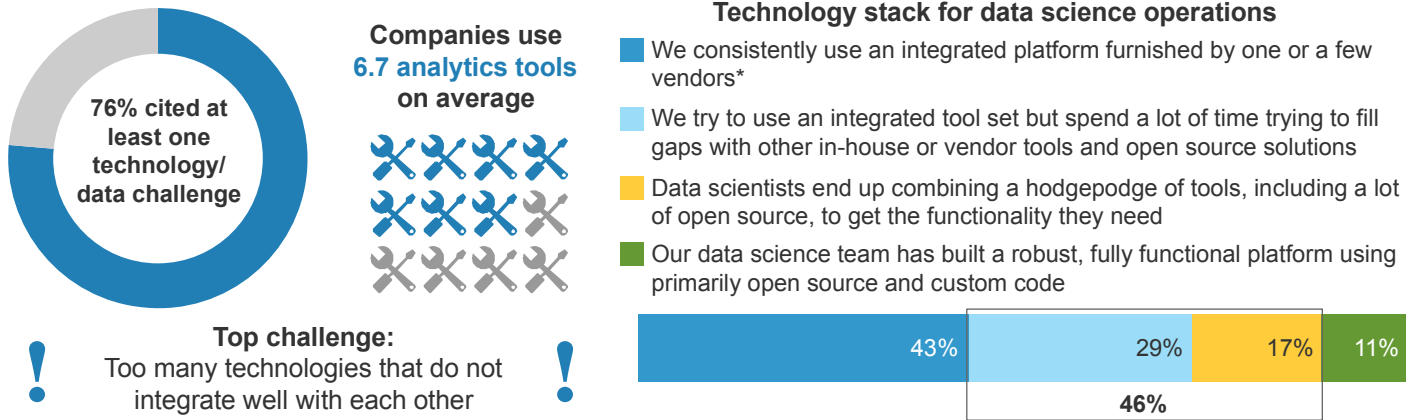 76% cited at
least one
technology/
data challenge
Companies use
6.7 analytics tools
on average
Top challenge:
Too many technologies that do not
integrate well with each other
Technology stack for data science operations
We consistently use an integrated platform furnished by one or a few
vendors*
We try to use an integrated tool set but spend a lot of time trying to fill
gaps with other in-house or vendor tools and open source solutions
Data scientists end up combining a hodgepodge of tools, including a lot
of open source, to get the functionality they need
Our data science team has built a robust, fully functional platform using
primarily open source and custom code
43% 29% 17% 11%
46%